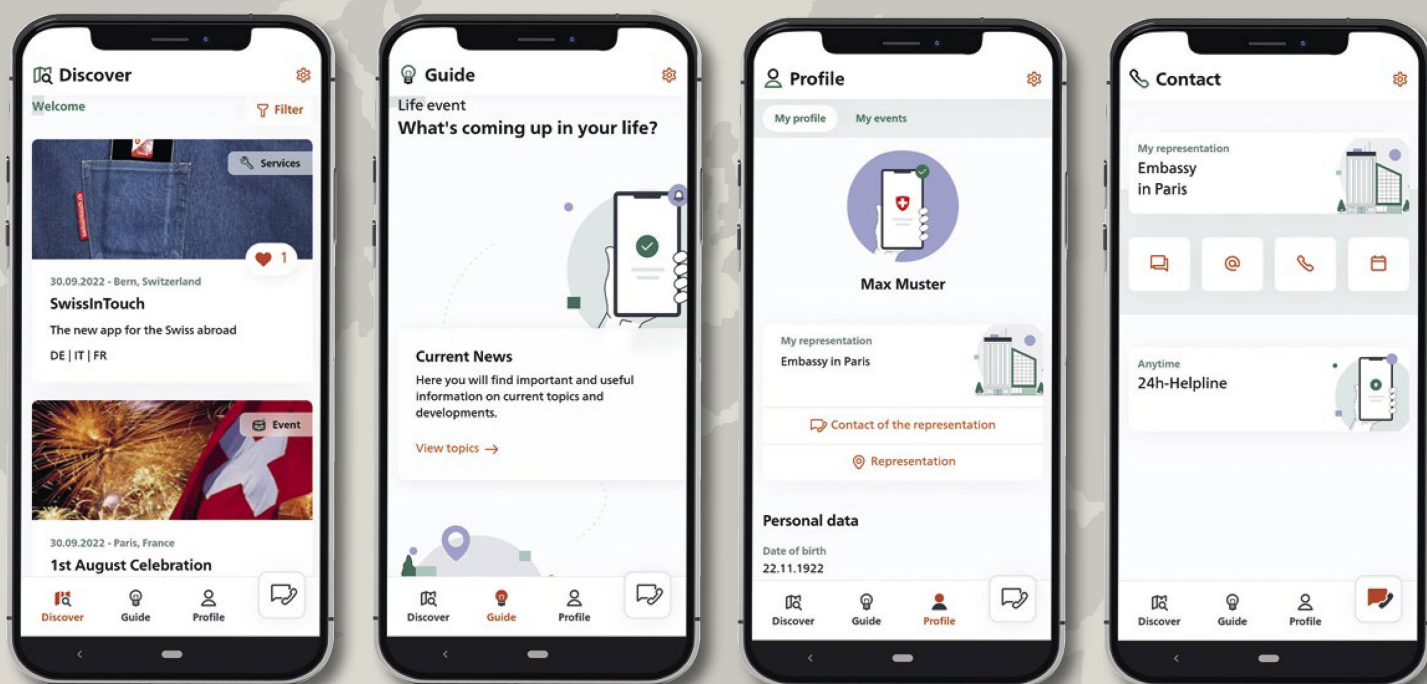 Discover
Welcome
Filter
Services
1
30.09.2022 - Bern, Switzerland
SwissInTouch
The new app for the Swiss abroad
DE | IT | FR
Event
30.09.2022 - Paris, France
1st August Celebration
Discover
Guide
Profile
Guide
Life event
What's coming up in your life?
Current News
Here you will find important and useful
information on current topics and
developments.
View topics →
Discover
Guide
Profile
Profile
My profile
My events
Max Muster
My representation
Embassy in Paris
Contact of the representation
Representation
Personal data
Date of birth
22.11.1922
Discover
Guide
Profile
Contact
My representation
Embassy
in Paris
@
Anytime
24h-Helpline
Discover
Guide
Profile